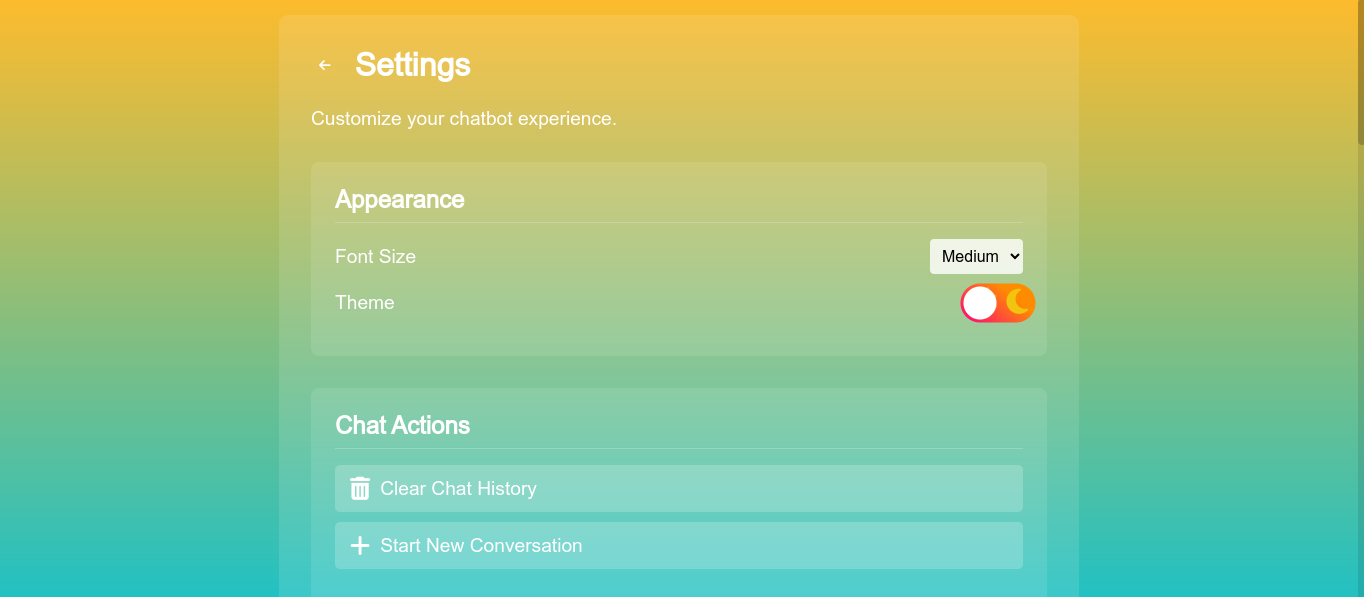 Settings
Customize your chatbot experience.
Appearance
Font Size
Medium
Theme
Chat Actions
Clear Chat History
Start New Conversation